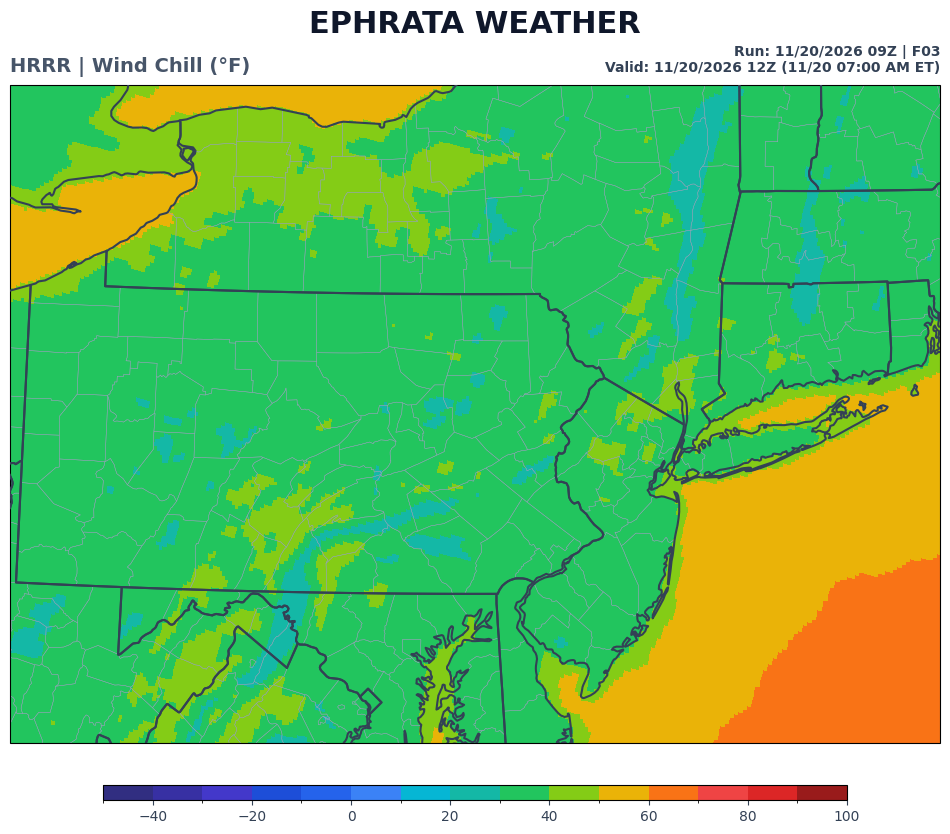 EPHRATA WEATHER
HRRR | Wind Chill (°F)
Run: 11/20/2026 09Z | F03
Valid: 11/20/2026 12Z (11/20 07:00 AM ET)
−40 −20 0 20 40 60 80 100